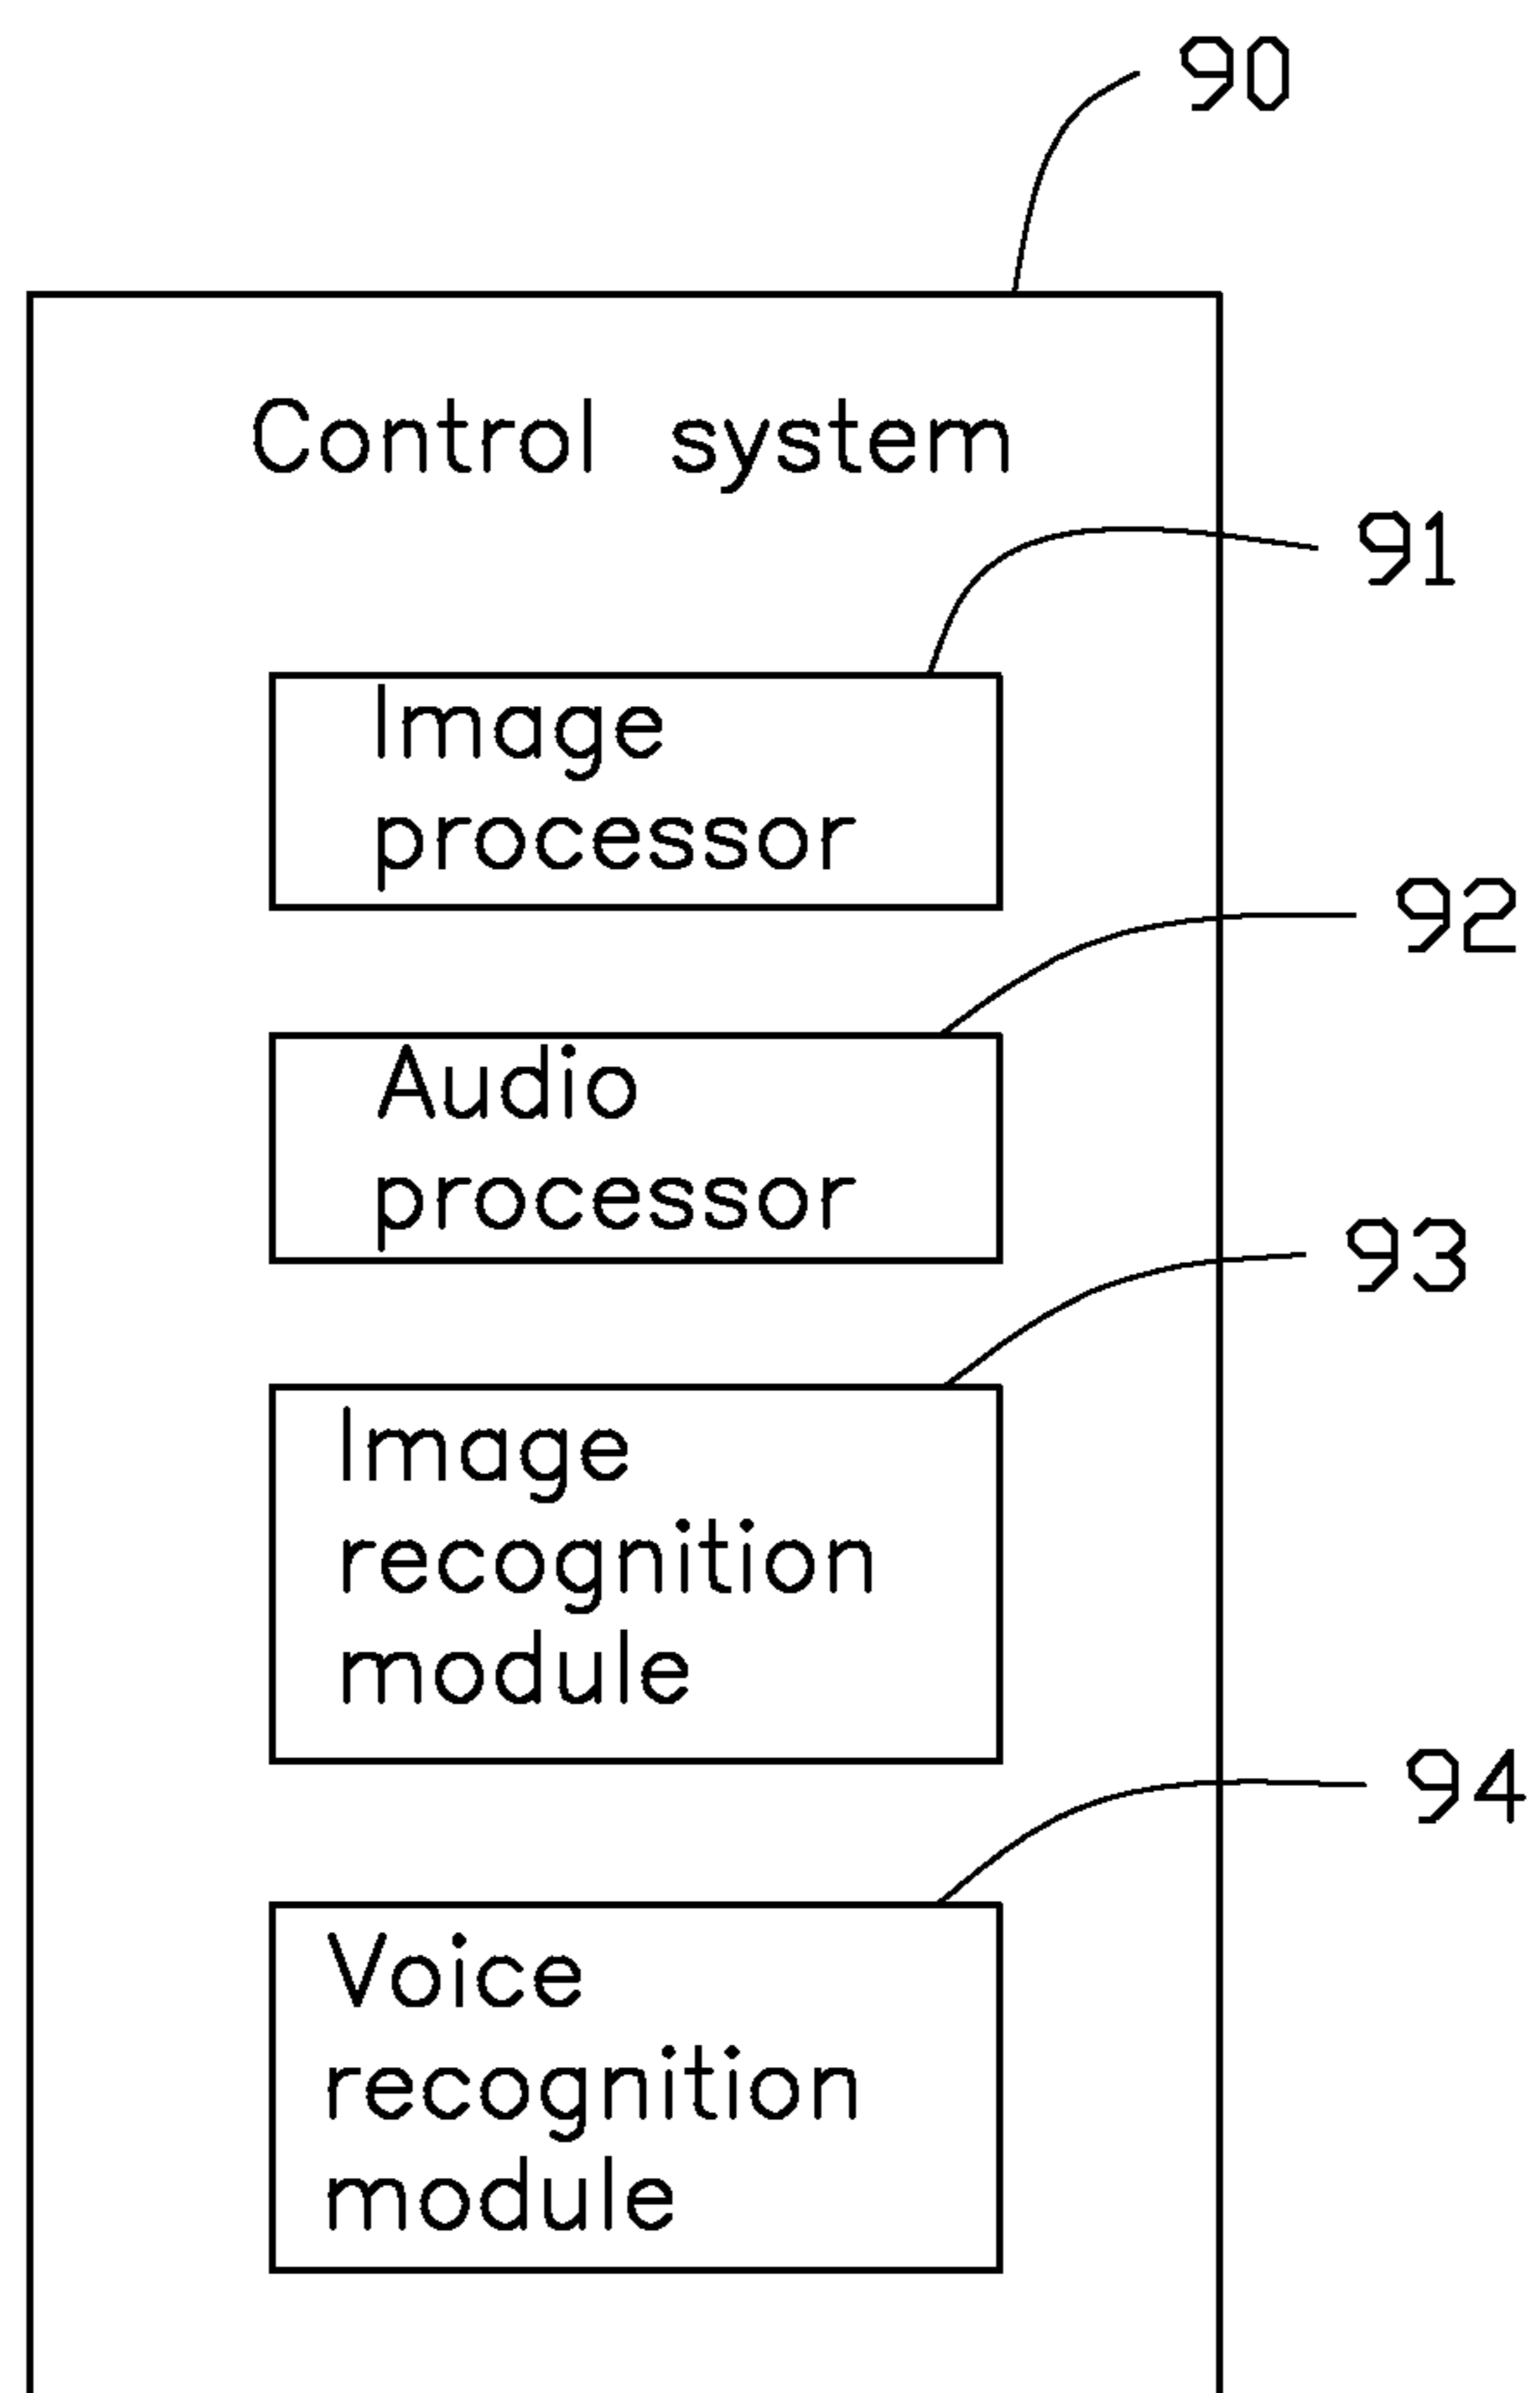 90
Control system
91
Image
processor
92
Audio
processor
93
Image
recognition
module
94
Voice
recognition
module